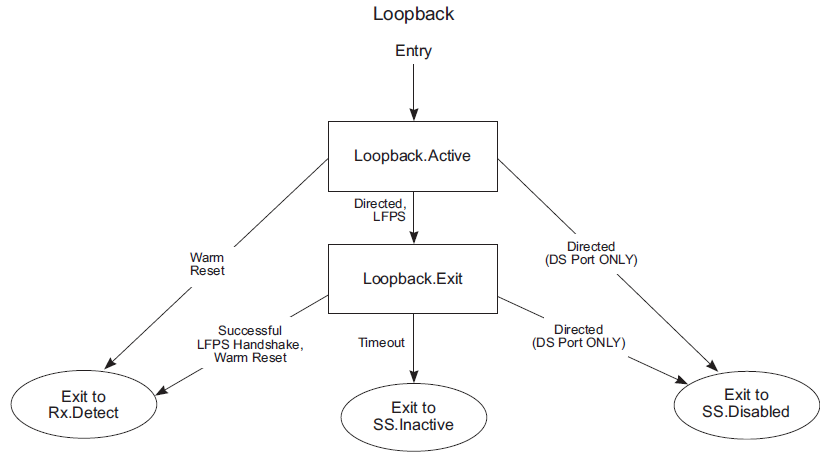 Loopback
Entry
Loopback.Active
Directed,
LFPS
Warm
Reset
Directed
(DS Port ONLY)
Loopback.Exit
Successful
LFPS Handshake,
Warm Reset
Timeout
Directed
(DS Port ONLY)
Exit to
Rx.Detect
Exit to
SS.Inactive
Exit to
SS.Disabled